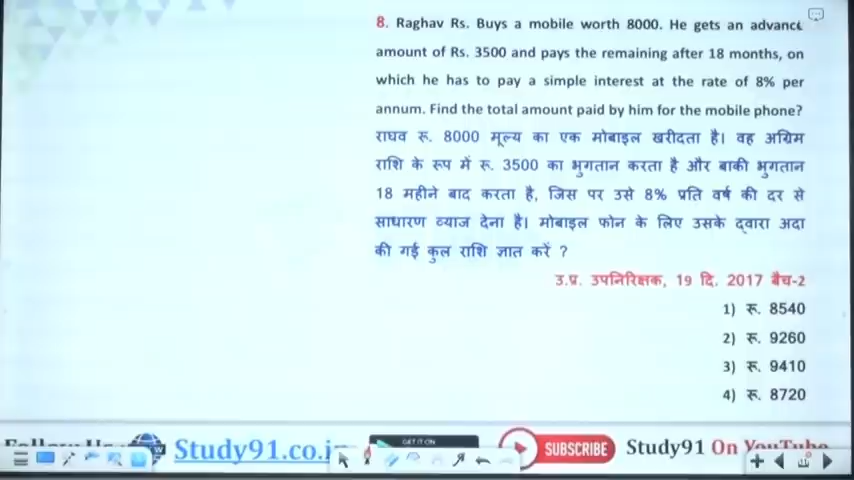 8. Raghav Rs. Buys a mobile worth 8000. He gets an advance
amount of Rs. 3500 and pays the remaining after 18 months, on
which he has to pay a simple interest at the rate of 8% per
annum. Find the total amount paid by him for the mobile phone?
राघव रू. 8000 मूल्य का एक मोबाइल खरीदता है। वह अग्रिम
राशि के रूप में रू. 3500 का भुगतान करता है और बाकी भुगतान
18 महीने बाद करता है, जिस पर उसे 8% प्रति वर्ष की दर से
साधारण ब्याज देना है। मोबाइल फोन के लिए उसके द्वारा अदा
की गई कुल राशि ज्ञात करें ?
उ.प्र. उपनिरिक्षक, 19 दि. 2017 बैच-2
1) रू. 8540
2) रू. 9260
3) रू. 9410
4) रू. 8720
Study91.co.i
GET IT ON
SUBSCRIBE
Study91 On YouTube